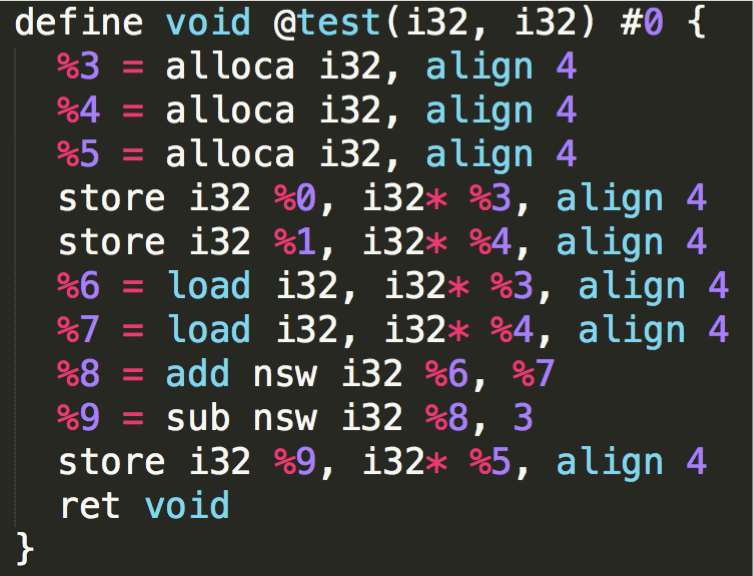 define void @test(i32, i32) #0 {
  %3 = alloca i32, align 4
  %4 = alloca i32, align 4
  %5 = alloca i32, align 4
  store i32 %0, i32* %3, align 4
  store i32 %1, i32* %4, align 4
  %6 = load i32, i32* %3, align 4
  %7 = load i32, i32* %4, align 4
  %8 = add nsw i32 %6, %7
  %9 = sub nsw i32 %8, 3
  store i32 %9, i32* %5, align 4
  ret void
}